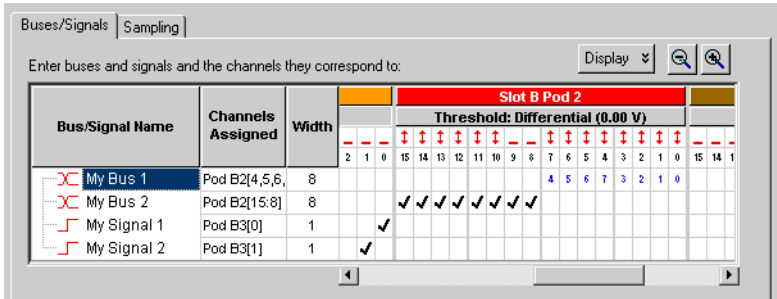 Buses/Signals Sampling
Display
Enter buses and signals and the channels they correspond to:
Slot B Pod 2
Bus/Signal Name Channels Assigned Width Threshold: Differential (0.00 V)
2 1 0 15 14 13 12 11 10 9 8 7 6 5 4 3 2 1 0 15 14 1
My Bus 1 Pod B2[4,5,6, 8 4 5 6 7 3 2 1 0
My Bus 2 Pod B2[15:8] 8
My Signal 1 Pod B3[0] 1
My Signal 2 Pod B3[1] 1